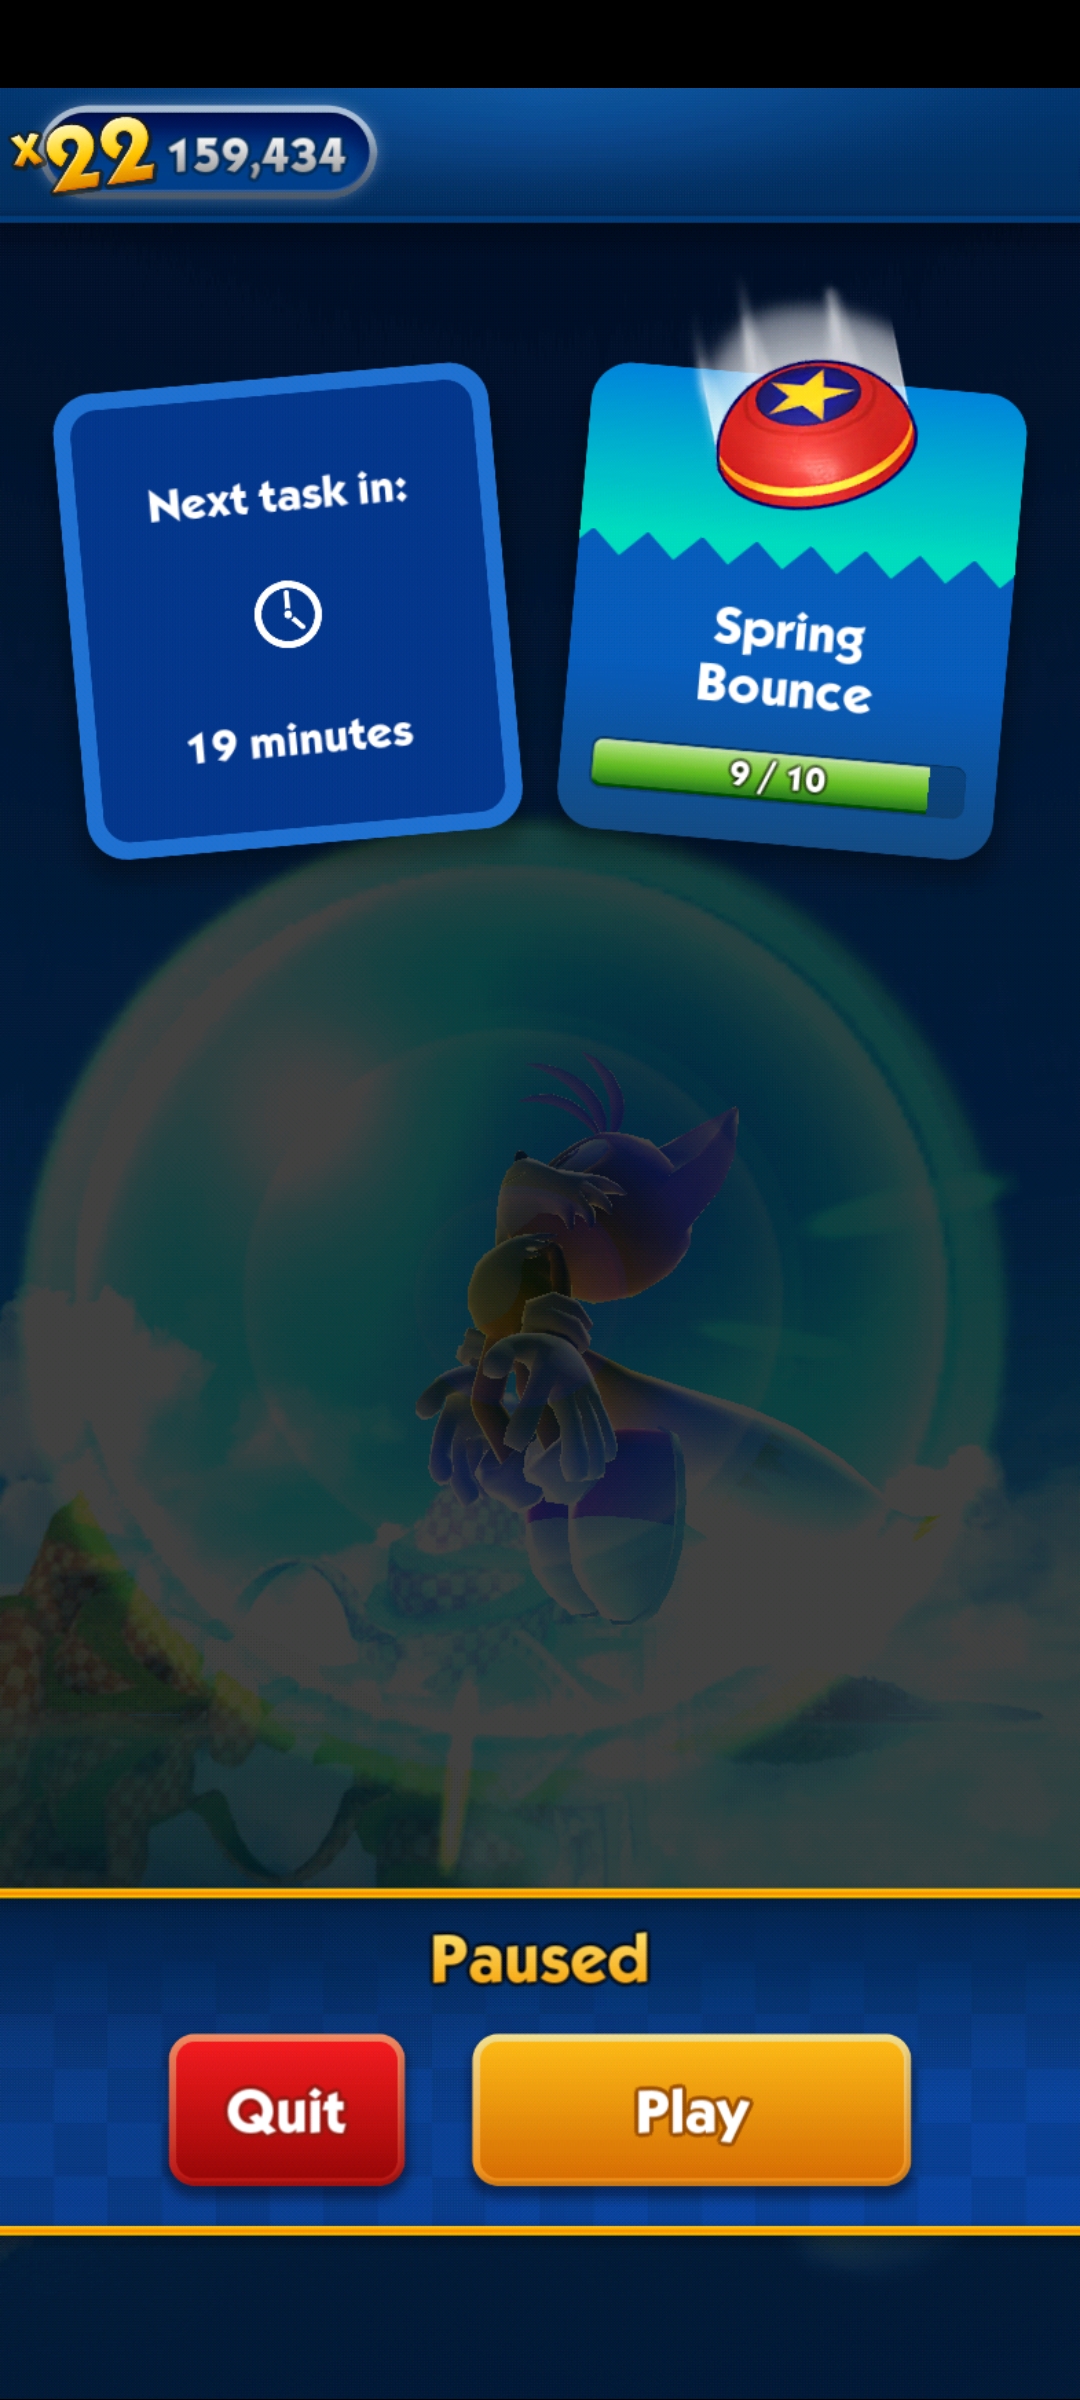 x22 159,434
Next task in:
19 minutes
Spring
Bounce
9 / 10
Paused
Quit
Play